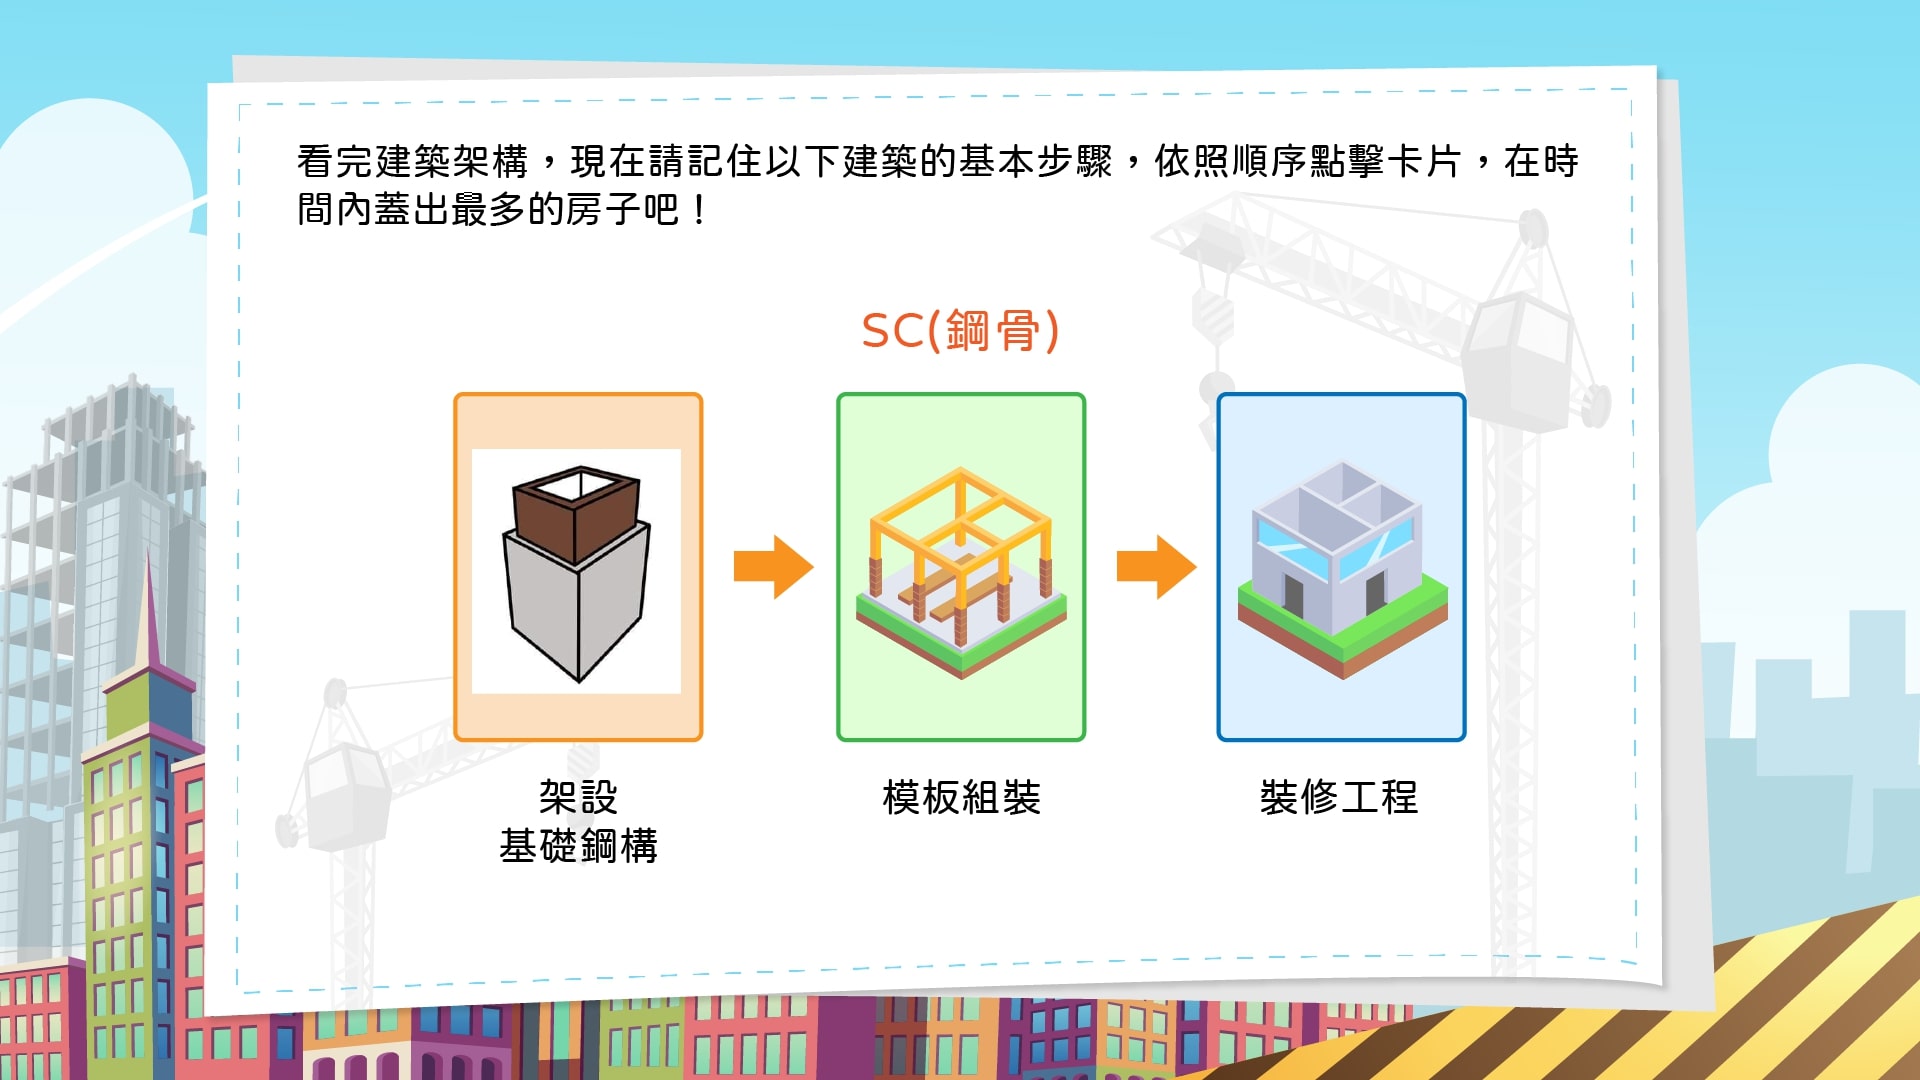 看完建築架構，現在請記住以下建築的基本步驟，依照順序點擊卡片，在時
間內蓋出最多的房子吧！
SC(鋼骨)
架設
基礎鋼構
模板組裝
裝修工程